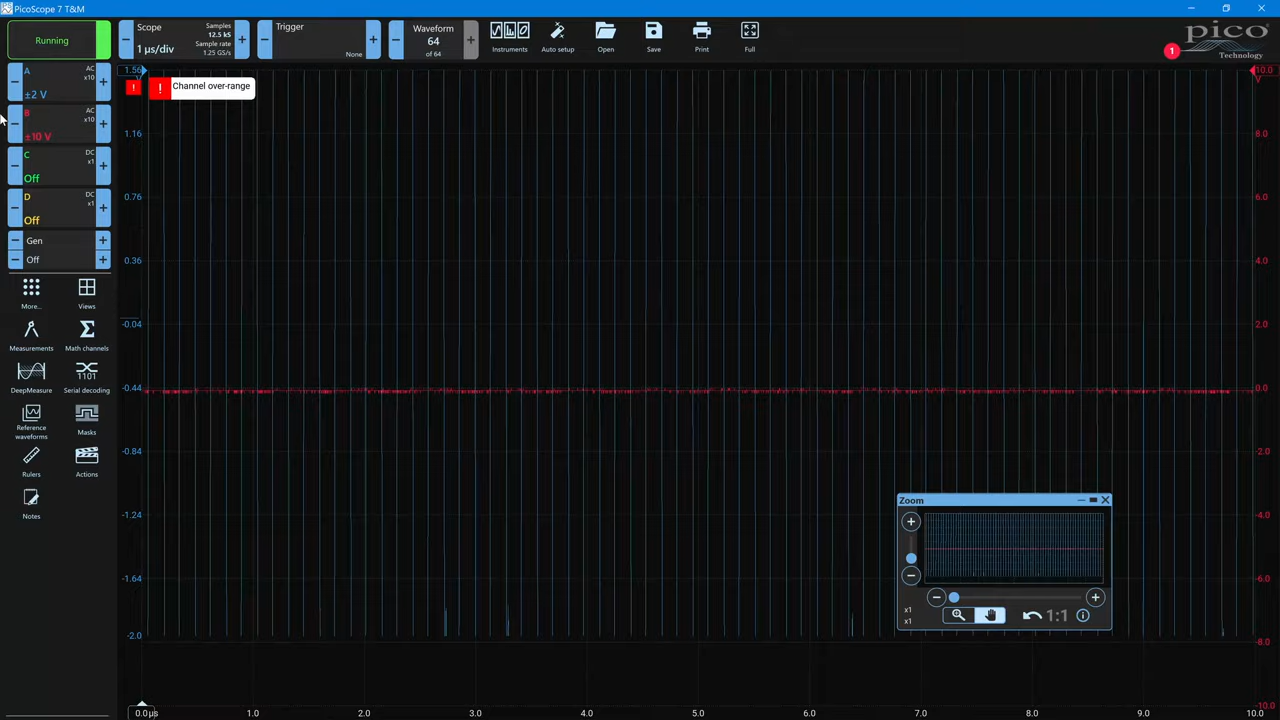 PicoScope 7 T&M
Running
Scope
1 µs/div
Samples
12.5 kS
Sample rate
1.25 GS/s
Trigger
None
Waveform
64
of 64
Instruments
Auto setup
Open
Save
Print
Full
pico
Technology
1
A
AC
x10
±2 V
B
AC
x10
±10 V
C
DC
x1
Off
D
DC
x1
Off
Gen
Off
More...
Views
Measurements
Math channels
DeepMeasure
1101
Serial decoding
Reference
waveforms
Masks
Rulers
Actions
Notes
! Channel over-range
!
1.56
1.16
0.76
0.36
-0.04
-0.44
-0.84
-1.24
-1.64
-2.0
10.0
V
8.0
6.0
4.0
2.0
0.0
-2.0
-4.0
-6.0
-8.0
-10.0
Zoom
x1
x1
1:1
0.0 µs
1.0
2.0
3.0
4.0
5.0
6.0
7.0
8.0
9.0
10.0